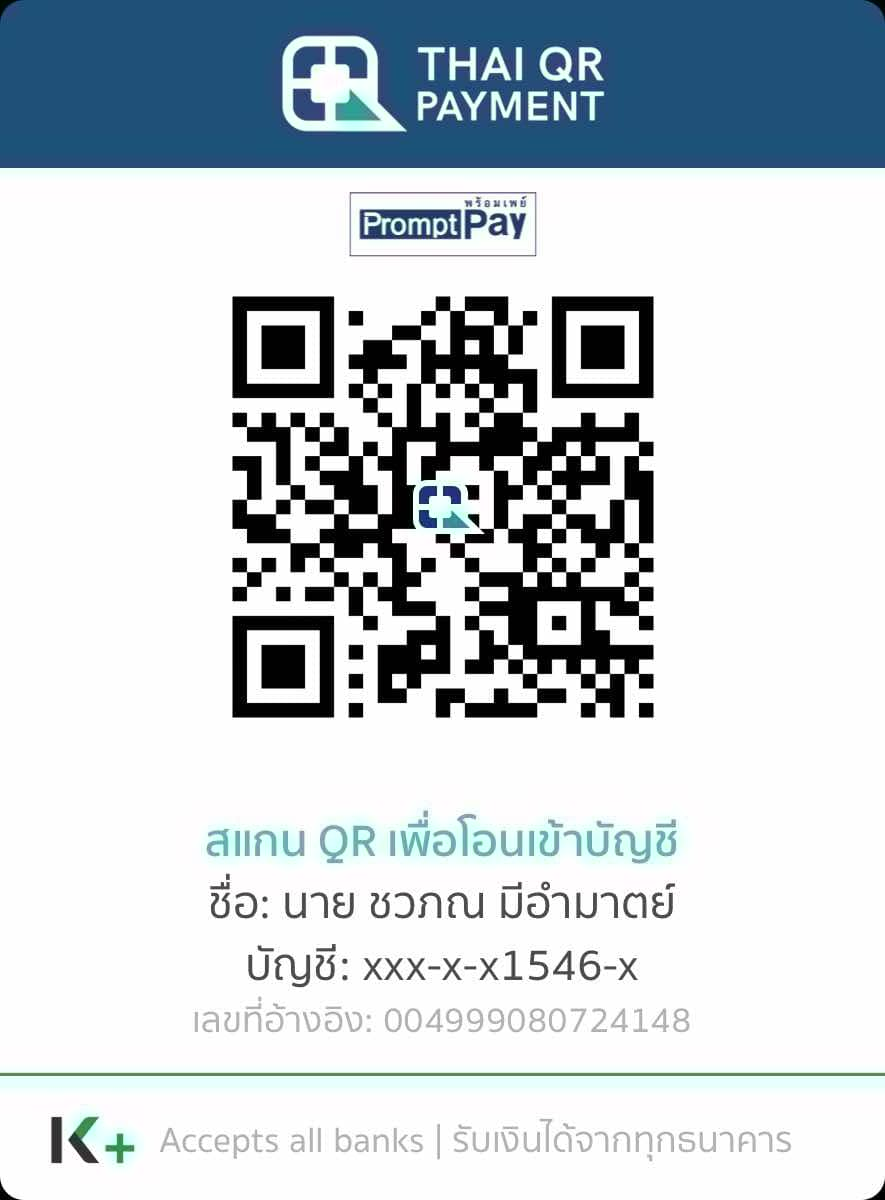 THAI QR
PAYMENT
พร้อมเพย์
PromptPay
สแกน QR เพื่อโอนเข้าบัญชี
ชื่อ: นาย ชวภณ มีอำมาตย์
บัญชี: xxx-x-x1546-x
เลขที่อ้างอิง: 004999080724148
K+ Accepts all banks | รับเงินได้จากทุกธนาคาร